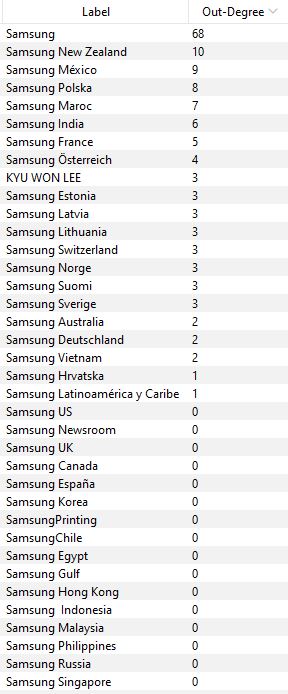 Label Out-Degree
Samsung 68
Samsung New Zealand 10
Samsung México 9
Samsung Polska 8
Samsung Maroc 7
Samsung India 6
Samsung France 5
Samsung Österreich 4
KYU WON LEE 3
Samsung Estonia 3
Samsung Latvia 3
Samsung Lithuania 3
Samsung Switzerland 3
Samsung Norge 3
Samsung Suomi 3
Samsung Sverige 3
Samsung Australia 2
Samsung Deutschland 2
Samsung Vietnam 2
Samsung Hrvatska 1
Samsung Latinoamérica y Caribe 1
Samsung US 0
Samsung Newsroom 0
Samsung UK 0
Samsung Canada 0
Samsung España 0
Samsung Korea 0
SamsungPrinting 0
SamsungChile 0
Samsung Egypt 0
Samsung Gulf 0
Samsung Hong Kong 0
Samsung  Indonesia 0
Samsung Malaysia 0
Samsung Philippines 0
Samsung Russia 0
Samsung Singapore 0